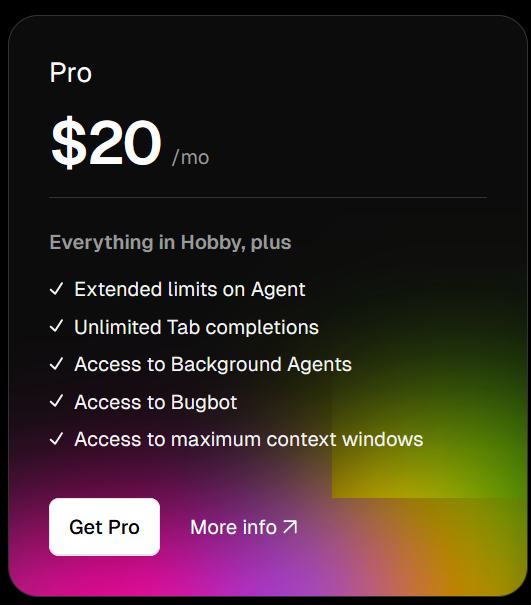 Pro
$20 /mo
Everything in Hobby, plus
✓ Extended limits on Agent
✓ Unlimited Tab completions
✓ Access to Background Agents
✓ Access to Bugbot
✓ Access to maximum context windows
Get Pro More info ↗